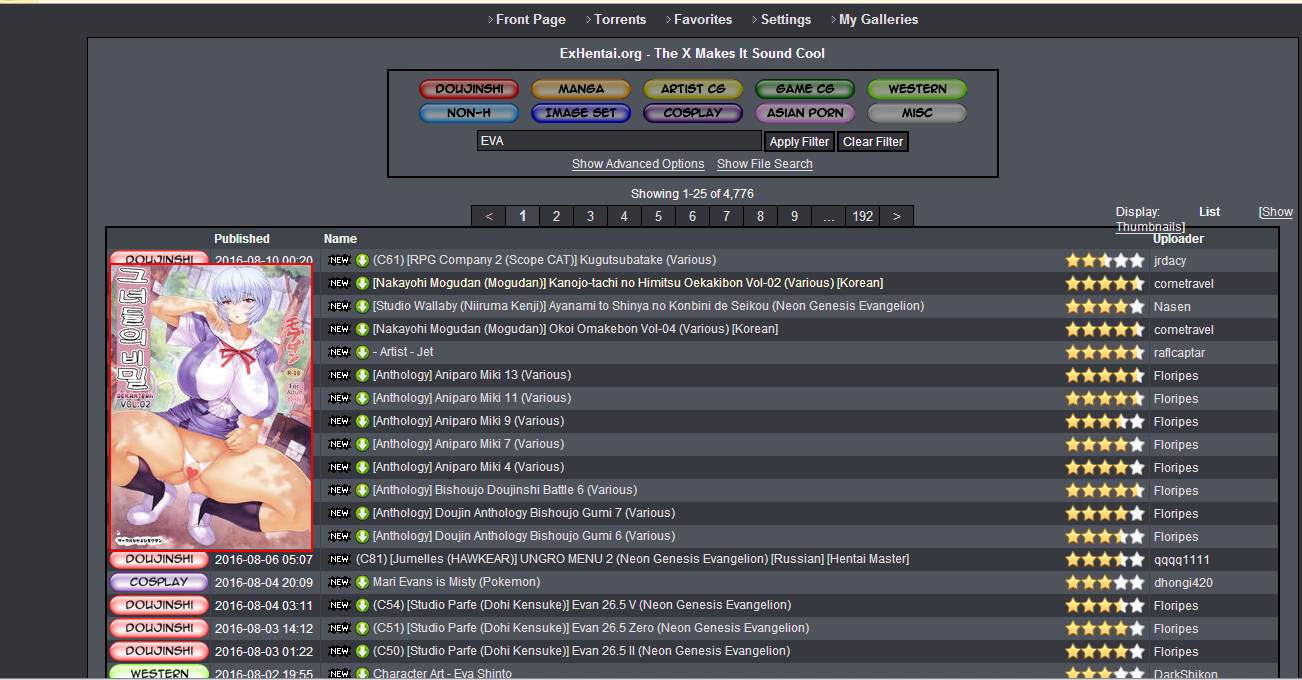 Front Page Torrents Favorites Settings My Galleries
ExHentai.org - The X Makes It Sound Cool
DOUJINSHI MANGA ARTIST CG GAME CG WESTERN
NON-H IMAGE SET COSPLAY ASIAN PORN MISC
EVA Apply Filter Clear Filter
Show Advanced Options Show File Search
Showing 1-25 of 4,776
< 1 2 3 4 5 6 7 8 9 ... 192 >
Display: List [Show Thumbnails]
Published Name Uploader
DOUJINSHI 2016-08-10 00:20 NEW (C61) [RPG Company 2 (Scope CAT)] Kugutsubatake (Various) jrdacy
NEW [Nakayohi Mogudan (Mogudan)] Kanojo-tachi no Himitsu Oekakibon Vol-02 (Various) [Korean] cometravel
NEW [Studio Wallaby (Niiruma Kenji)] Ayanami to Shinya no Konbini de Seikou (Neon Genesis Evangelion) Nasen
NEW [Nakayohi Mogudan (Mogudan)] Okoi Omakebon Vol-04 (Various) [Korean] cometravel
NEW - Artist - Jet raflcaptar
NEW [Anthology] Aniparo Miki 13 (Various) Floripes
NEW [Anthology] Aniparo Miki 11 (Various) Floripes
NEW [Anthology] Aniparo Miki 9 (Various) Floripes
NEW [Anthology] Aniparo Miki 7 (Various) Floripes
NEW [Anthology] Aniparo Miki 4 (Various) Floripes
NEW [Anthology] Bishoujo Doujinshi Battle 6 (Various) Floripes
NEW [Anthology] Doujin Anthology Bishoujo Gumi 7 (Various) Floripes
NEW [Anthology] Doujin Anthology Bishoujo Gumi 6 (Various) Floripes
그녀들의 비밀
VOL.02
モグダン
R-18
For Adult Only
DOUJINSHI 2016-08-06 05:07 NEW (C81) [Jumelles (HAWKEAR)] UNGRO MENU 2 (Neon Genesis Evangelion) [Russian] [Hentai Master] qqqq1111
COSPLAY 2016-08-04 20:09 NEW Mari Evans is Misty (Pokemon) dhongi420
DOUJINSHI 2016-08-04 03:11 NEW (C54) [Studio Parfe (Dohi Kensuke)] Evan 26.5 V (Neon Genesis Evangelion) Floripes
DOUJINSHI 2016-08-03 14:12 NEW (C51) [Studio Parfe (Dohi Kensuke)] Evan 26.5 Zero (Neon Genesis Evangelion) Floripes
DOUJINSHI 2016-08-03 01:22 NEW (C50) [Studio Parfe (Dohi Kensuke)] Evan 26.5 II (Neon Genesis Evangelion) Floripes
WESTERN 2016-08-02 19:55 NEW Character Art - Eva Shinto DarkShikon